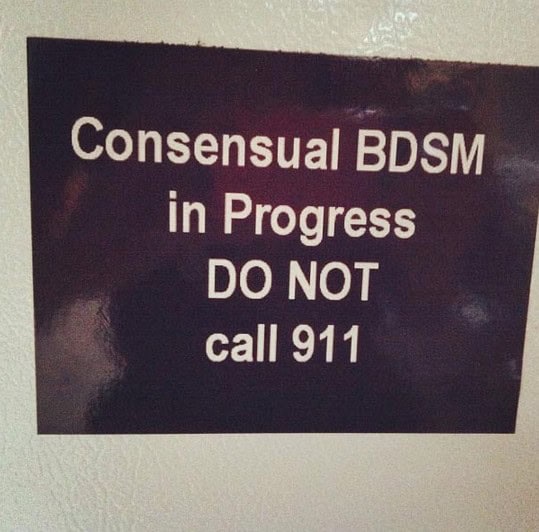 Consensual BDSM
in Progress
DO NOT
call 911